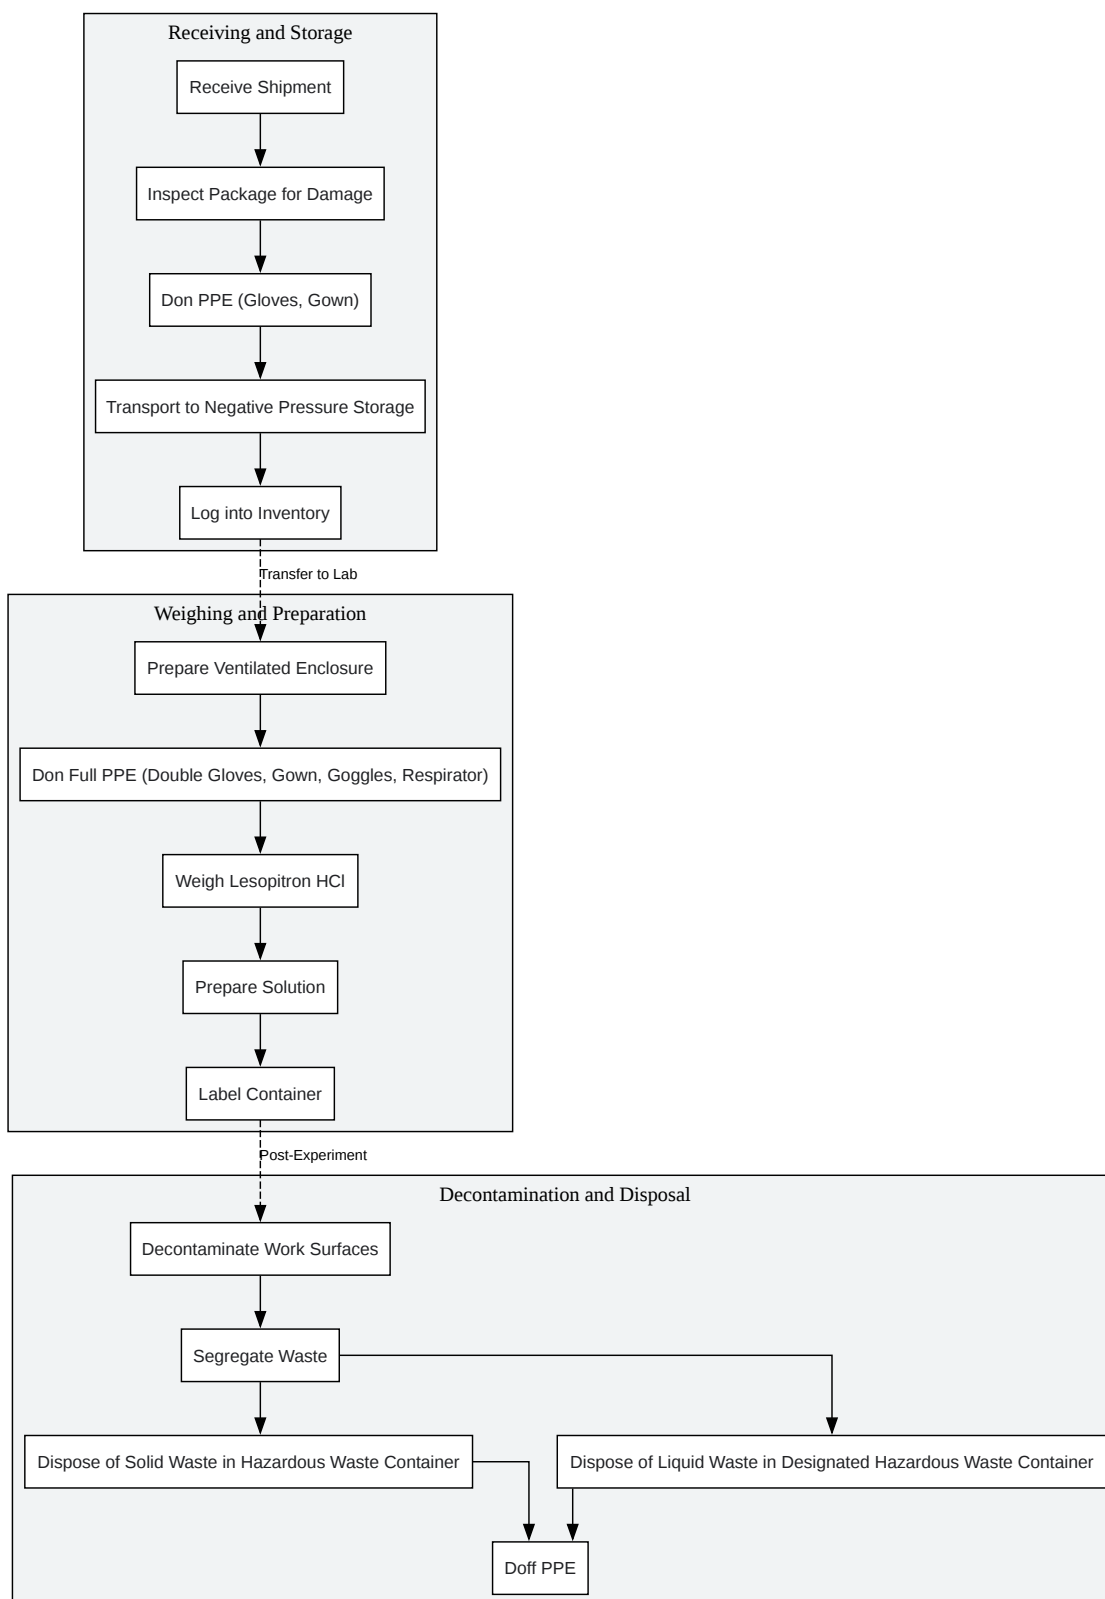 Receiving and Storage
Receive Shipment
Inspect Package for Damage
Don PPE (Gloves, Gown)
Transport to Negative Pressure Storage
Log into Inventory
Transfer to Lab
Weighing and Preparation
Prepare Ventilated Enclosure
Don Full PPE (Double Gloves, Gown, Goggles, Respirator)
Weigh Lesopitron HCl
Prepare Solution
Label Container
Post-Experiment
Decontamination and Disposal
Decontaminate Work Surfaces
Segregate Waste
Dispose of Solid Waste in Hazardous Waste Container
Dispose of Liquid Waste in Designated Hazardous Waste Container
Doff PPE